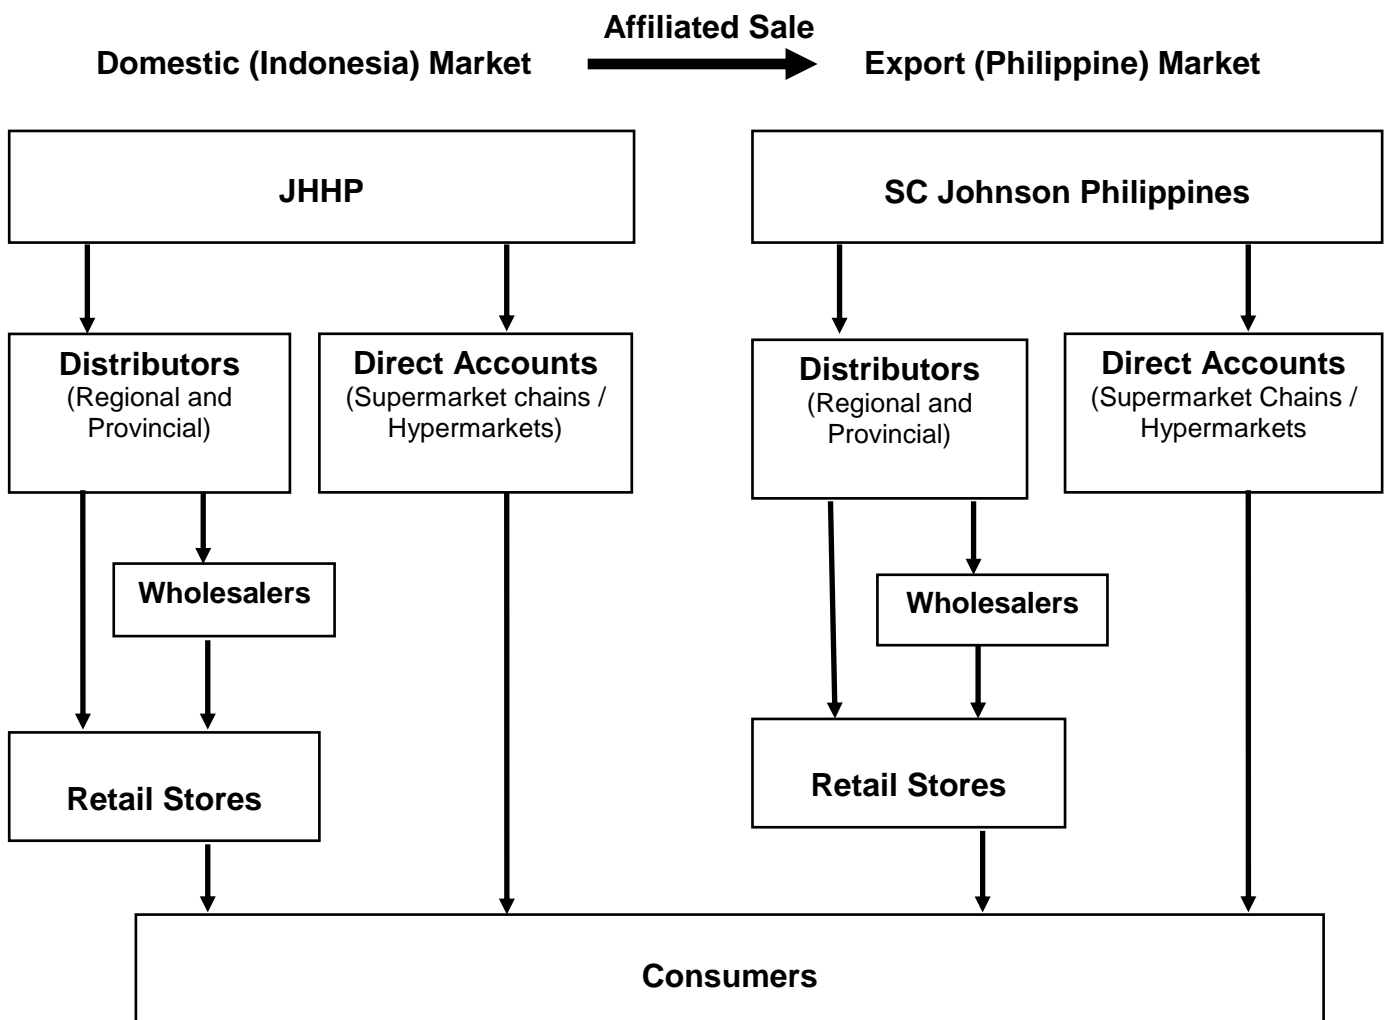 Affiliated Sale
Domestic (Indonesia) Market
Export (Philippine) Market
JHHP
SC Johnson Philippines
Distributors
(Regional and
Provincial)
Direct Accounts
(Supermarket chains /
Hypermarkets)
Distributors
(Regional and
Provincial)
Direct Accounts
(Supermarket Chains /
Hypermarkets
Wholesalers
Wholesalers
Retail Stores
Retail Stores
Consumers